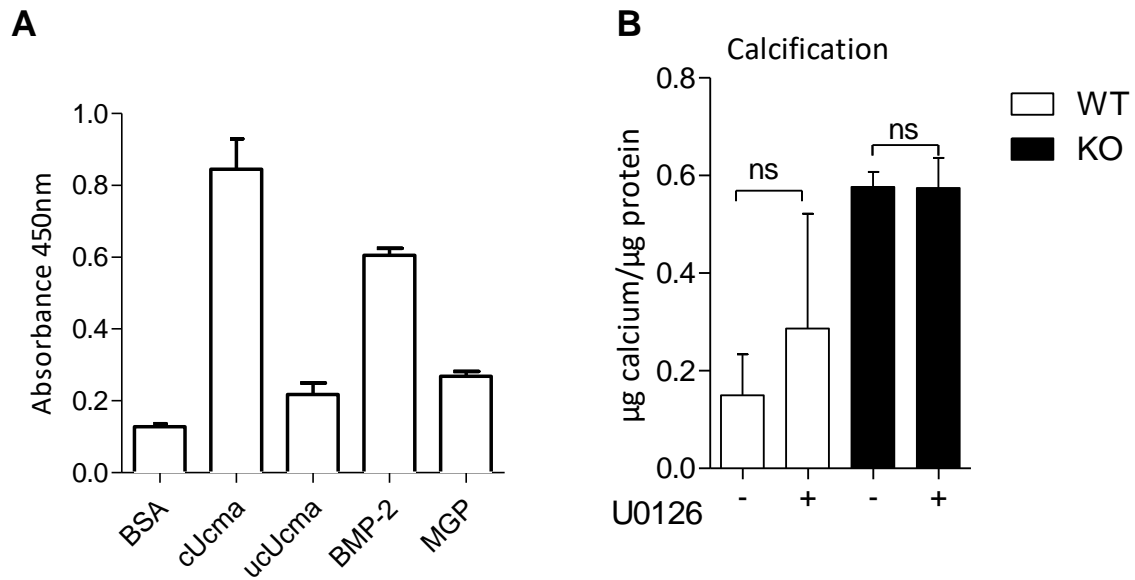 A
Absorbance 450nm
1.0
0.8
0.6
0.4
0.2
0.0
BSA
cUcma
ucUcma
BMP-2
MGP
B
Calcification
µg calcium/µg protein
0.8
0.6
0.4
0.2
0.0
ns
ns
U0126 - + - +
WT
KO